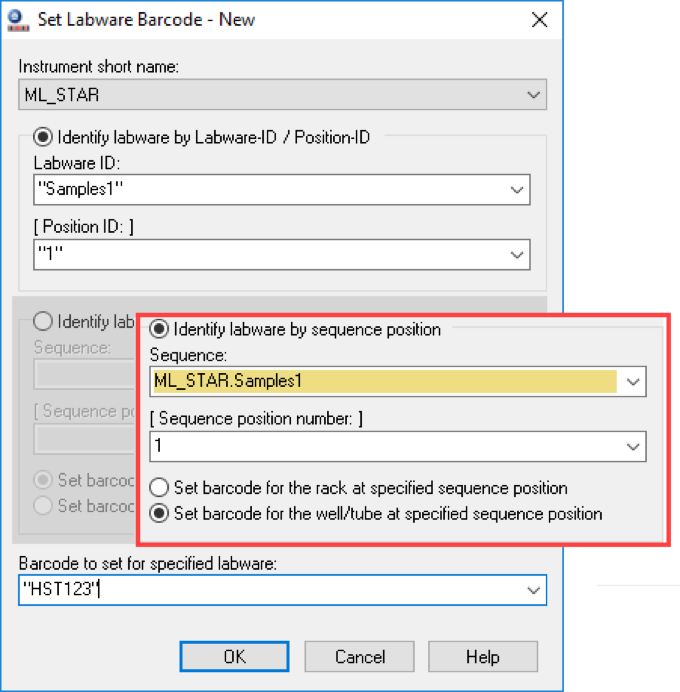 Set Labware Barcode - New
Instrument short name:
ML_STAR
Identify labware by Labware-ID / Position-ID
Labware ID:
"Samples1"
[ Position ID: ]
"1"
Identify lab
Sequence:
[ Sequence po
Set barcod
Set barcod
Identify labware by sequence position
Sequence:
ML_STAR.Samples1
[ Sequence position number: ]
1
Set barcode for the rack at specified sequence position
Set barcode for the well/tube at specified sequence position
Barcode to set for specified labware:
"HST123"
OK Cancel Help